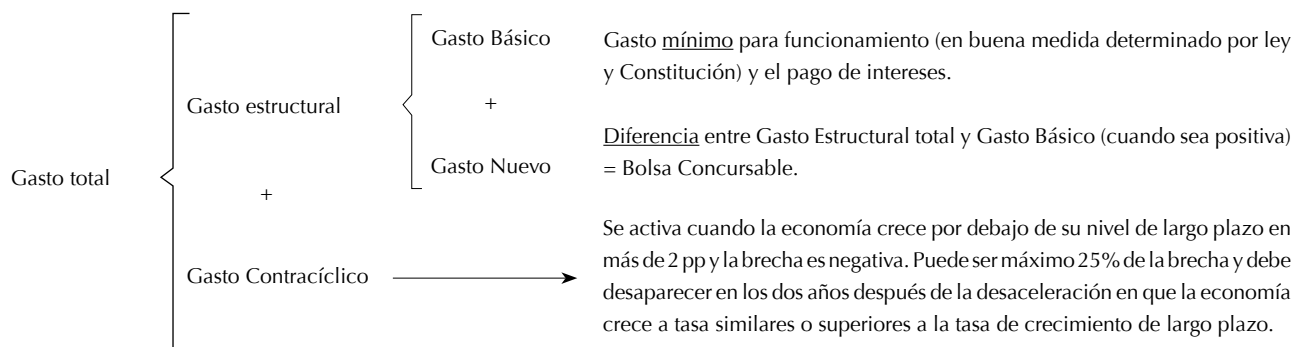 Gasto total
Gasto estructural
+
Gasto Contracíclico
Gasto Básico
+
Gasto Nuevo
Gasto mínimo para funcionamiento (en buena medida determinado por ley
y Constitución) y el pago de intereses.
Diferencia entre Gasto Estructural total y Gasto Básico (cuando sea positiva)
= Bolsa Concursable.
Se activa cuando la economía crece por debajo de su nivel de largo plazo en
más de 2 pp y la brecha es negativa. Puede ser máximo 25% de la brecha y debe
desaparecer en los dos años después de la desaceleración en que la economía
crece a tasa similares o superiores a la tasa de crecimiento de largo plazo.